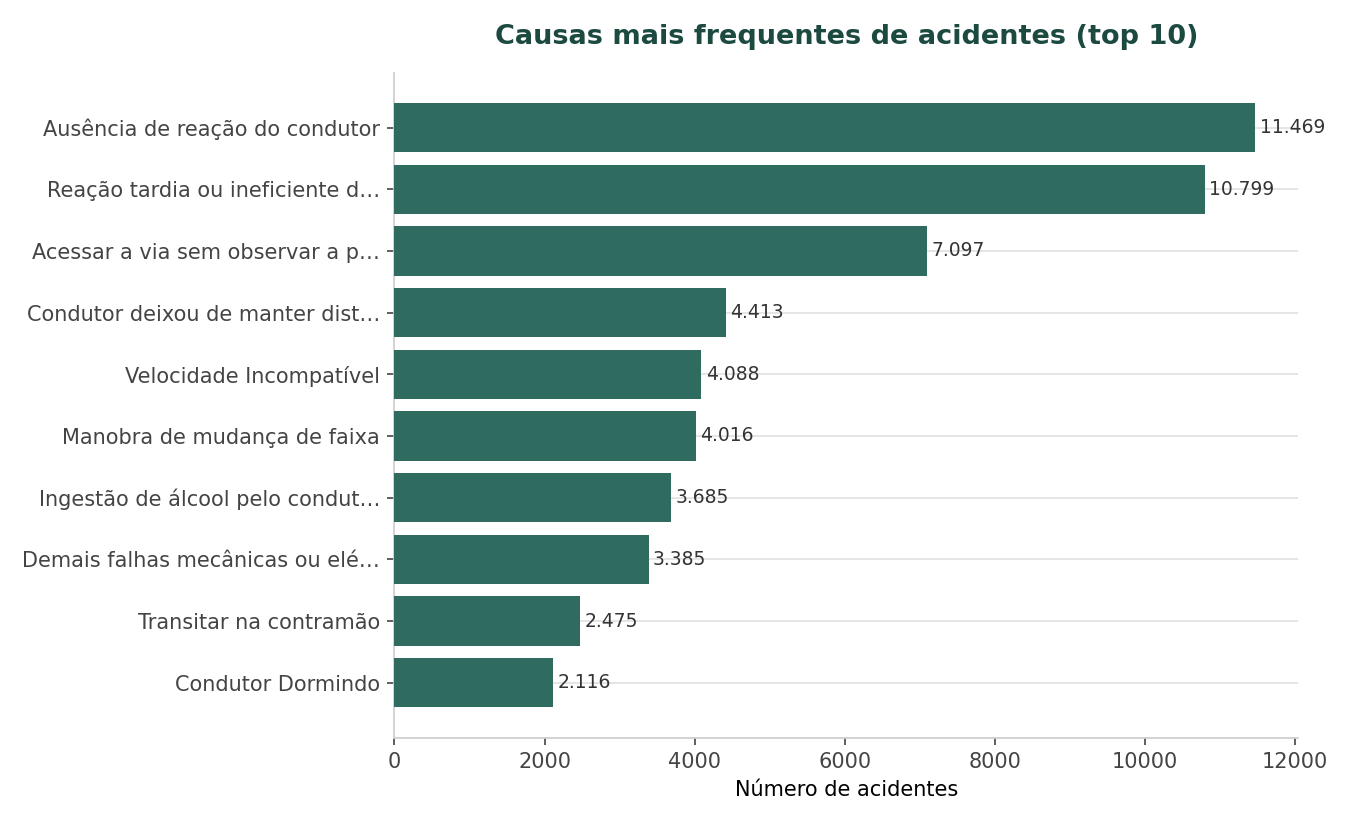 Causas mais frequentes de acidentes (top 10)
Ausência de reação do condutor 11.469
Reação tardia ou ineficiente d… 10.799
Acessar a via sem observar a p… 7.097
Condutor deixou de manter dist… 4.413
Velocidade Incompatível 4.088
Manobra de mudança de faixa 4.016
Ingestão de álcool pelo condut… 3.685
Demais falhas mecânicas ou elé… 3.385
Transitar na contramão 2.475
Condutor Dormindo 2.116
0 2000 4000 6000 8000 10000 12000
Número de acidentes